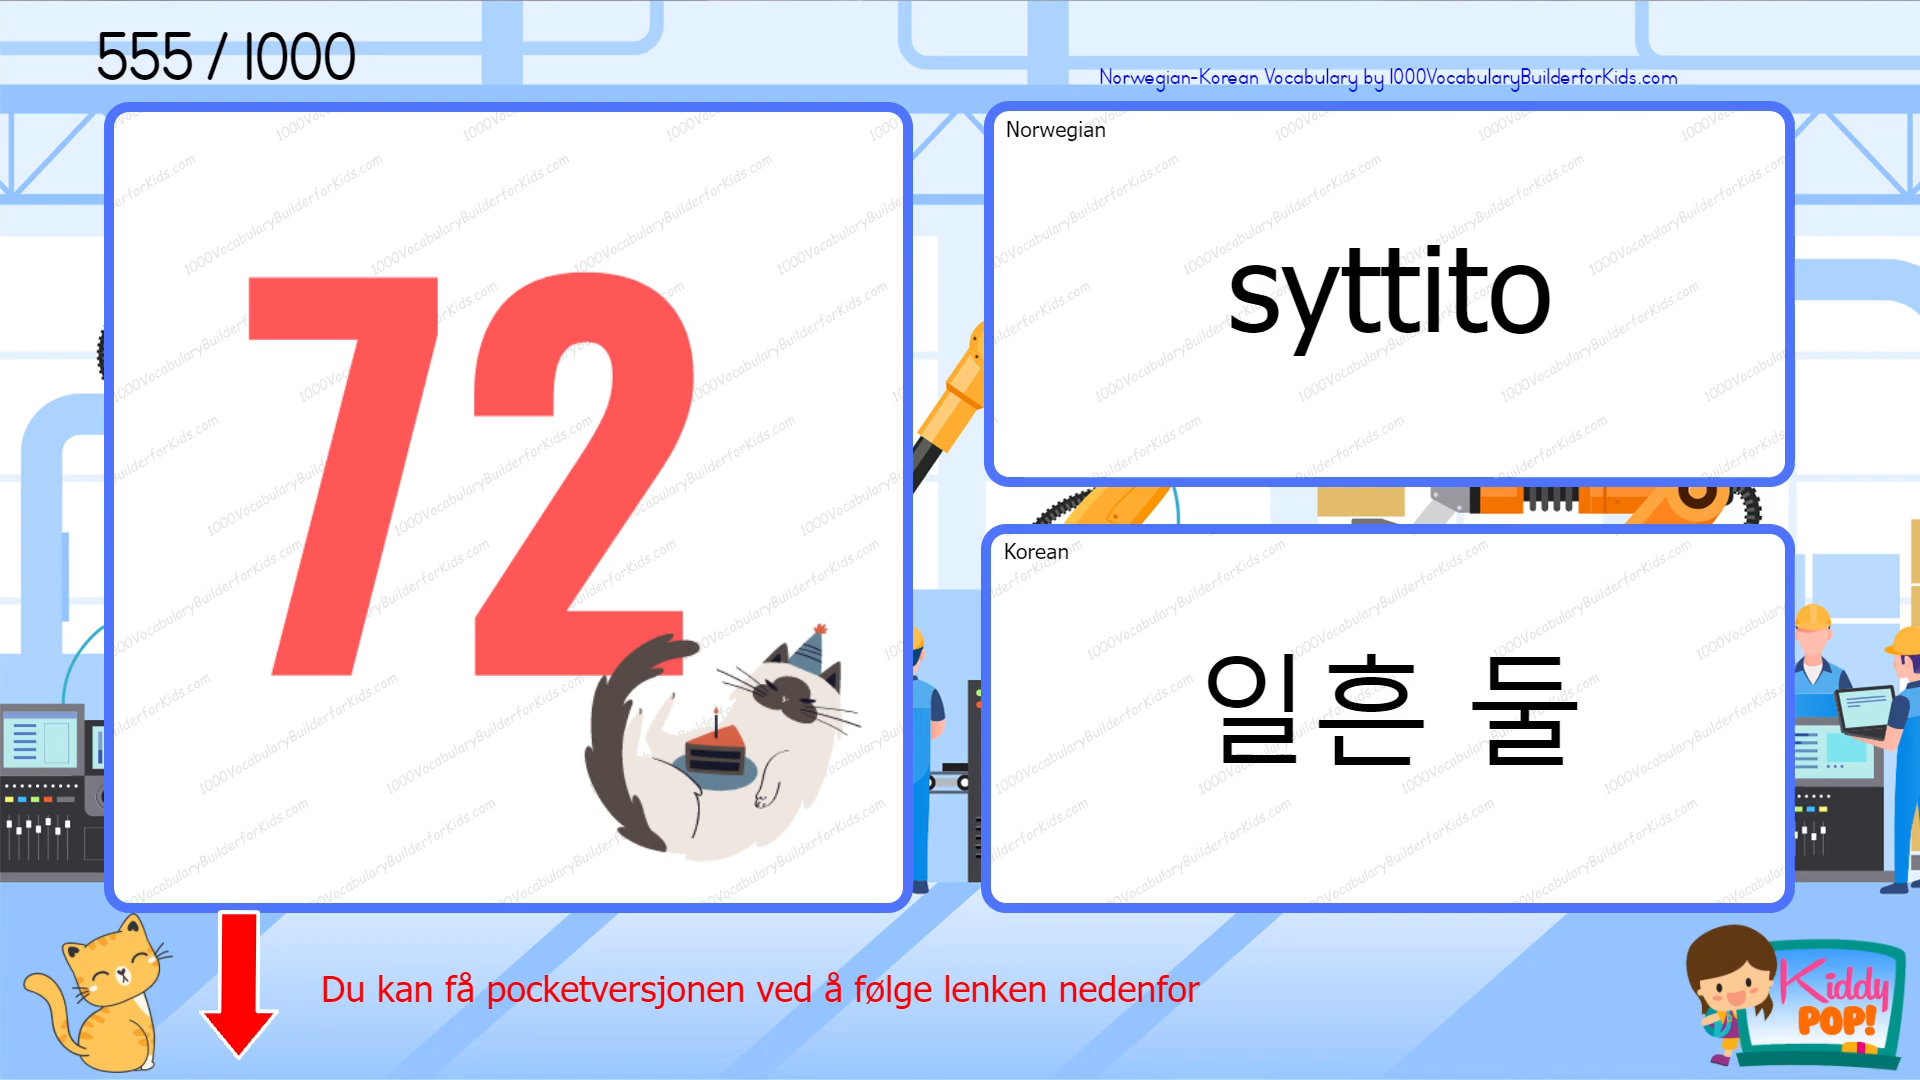 555 / 1000
Norwegian-Korean Vocabulary by 1000VocabularyBuilderforKids.com
72
Norwegian
syttito
Korean
일흔 둘
Du kan få pocketversjonen ved å følge lenken nedenfor
Kiddy
POP!